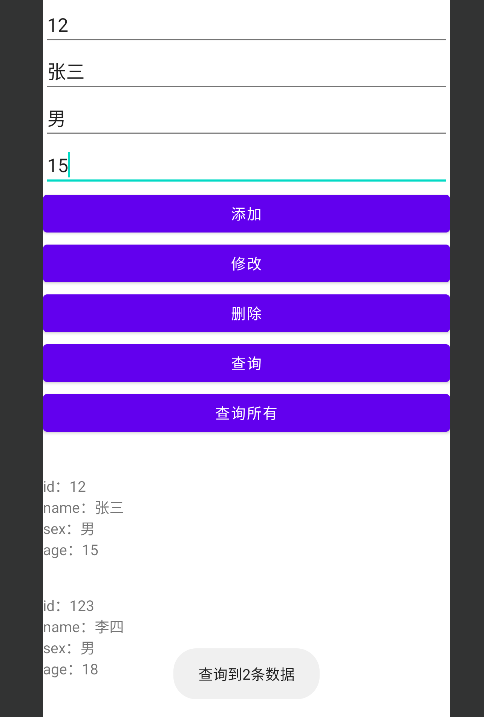 12
张三
男
15
添加
修改
删除
查询
查询所有
id：12
name：张三
sex：男
age：15
id：123
name：李四
sex：男
age：18
查询到2条数据